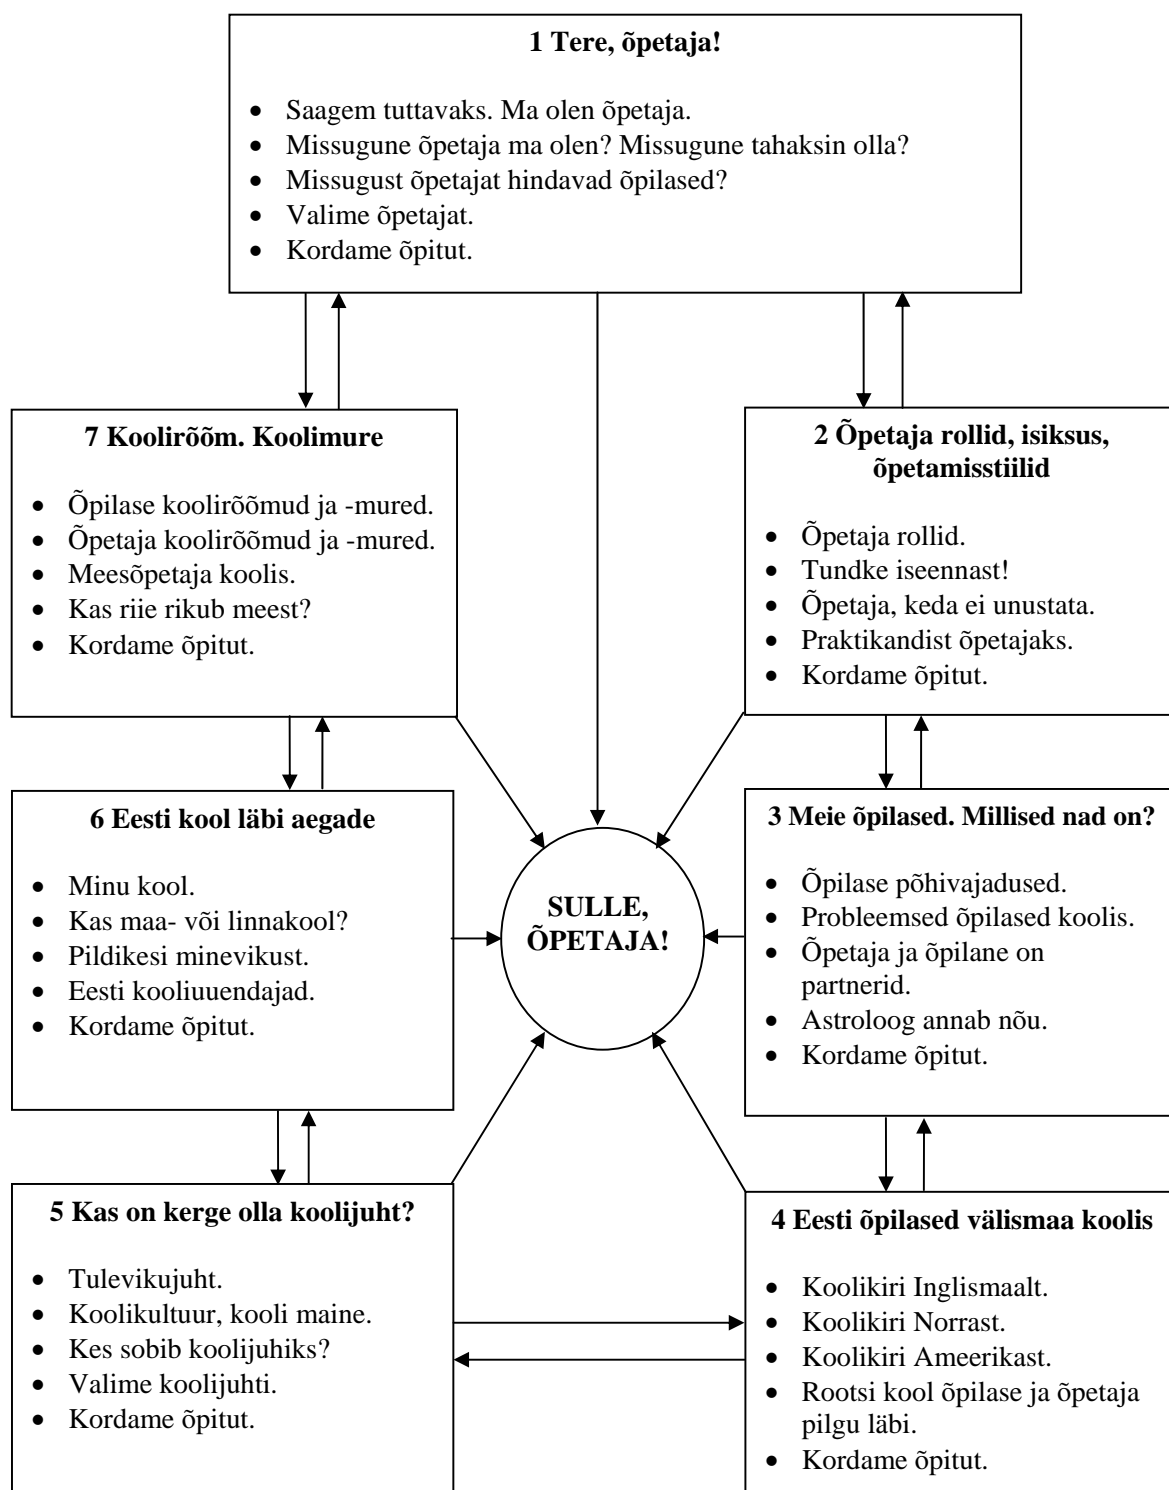 1 Tere, õpetaja!
• Saagem tuttavaks. Ma olen õpetaja.
• Missugune õpetaja ma olen? Missugune tahaksin olla?
• Missugust õpetajat hindavad õpilased?
• Valime õpetajat.
• Kordame õpitut.
7 Koolirõõm. Koolimure
• Õpilase koolirõõmud ja -mured.
• Õpetaja koolirõõmud ja -mured.
• Meesõpetaja koolis.
• Kas riie rikub meest?
• Kordame õpitut.
2 Õpetaja rollid, isiksus,
õpetamisstiilid
• Õpetaja rollid.
• Tundke iseennast!
• Õpetaja, keda ei unustata.
• Praktikandist õpetajaks.
• Kordame õpitut.
6 Eesti kool läbi aegade
• Minu kool.
• Kas maa- või linnakool?
• Pildikesi minevikust.
• Eesti kooliuuendajad.
• Kordame õpitut.
SULLE,
ÕPETAJA!
3 Meie õpilased. Millised nad on?
• Õpilase põhivajadused.
• Probleemsed õpilased koolis.
• Õpetaja ja õpilane on
partnerid.
• Astroloog annab nõu.
• Kordame õpitut.
5 Kas on kerge olla koolijuht?
• Tulevikujuht.
• Koolikultuur, kooli maine.
• Kes sobib koolijuhiks?
• Valime koolijuhti.
• Kordame õpitut.
4 Eesti õpilased välismaa koolis
• Koolikiri Inglismaalt.
• Koolikiri Norrast.
• Koolikiri Ameerikast.
• Rootsi kool õpilase ja õpetaja
pilgu läbi.
• Kordame õpitut.